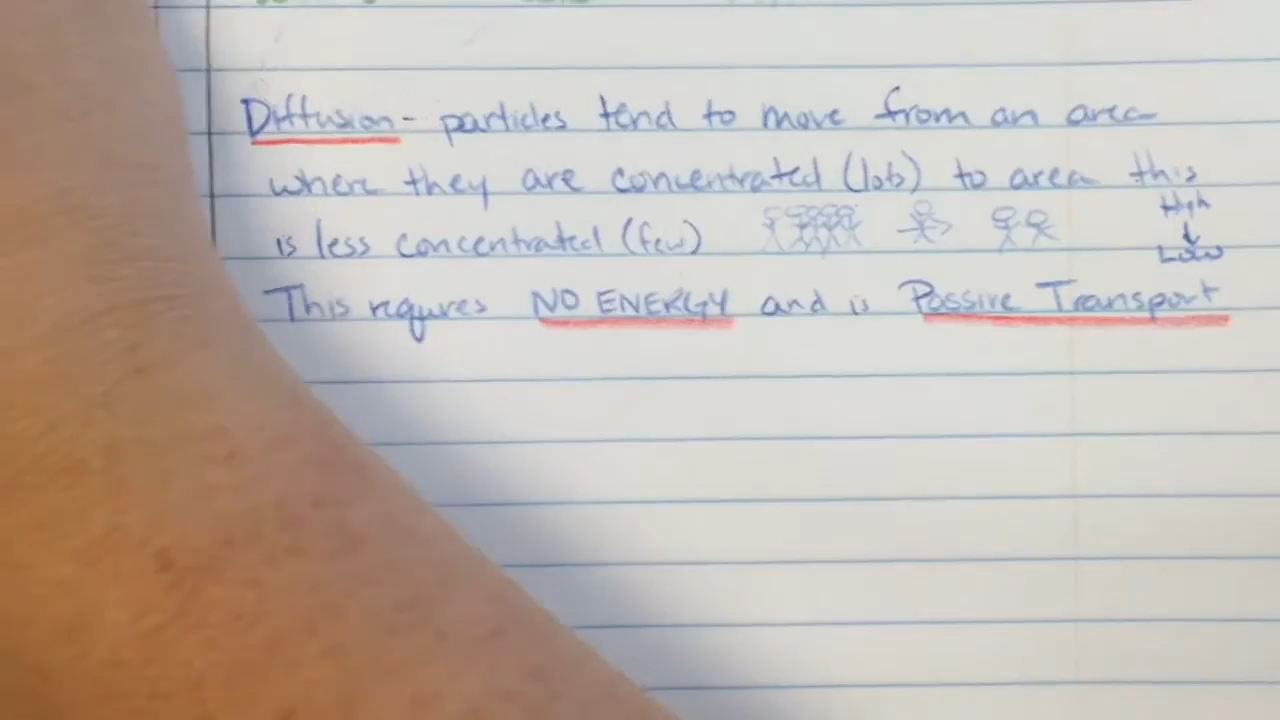 Diffusion - particles tend to move from an area
where they are concentrated (lots) to area this
is less concentrated (few) High
↓
Low
This requres NO ENERGY and is Passive Transport